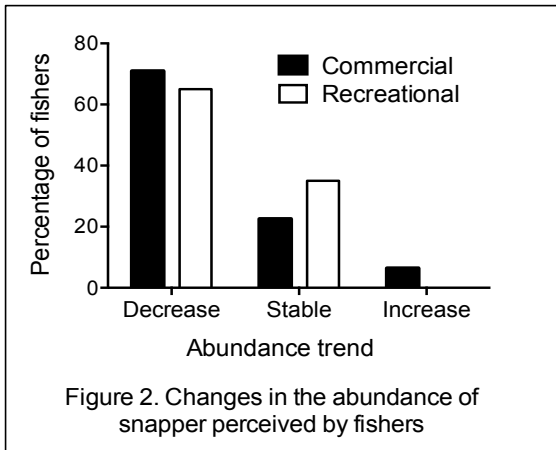 Percentage of fishers
80
60
40
20
0
Commercial
Recreational
Decrease Stable Increase
Abundance trend
Figure 2. Changes in the abundance of
snapper perceived by fishers